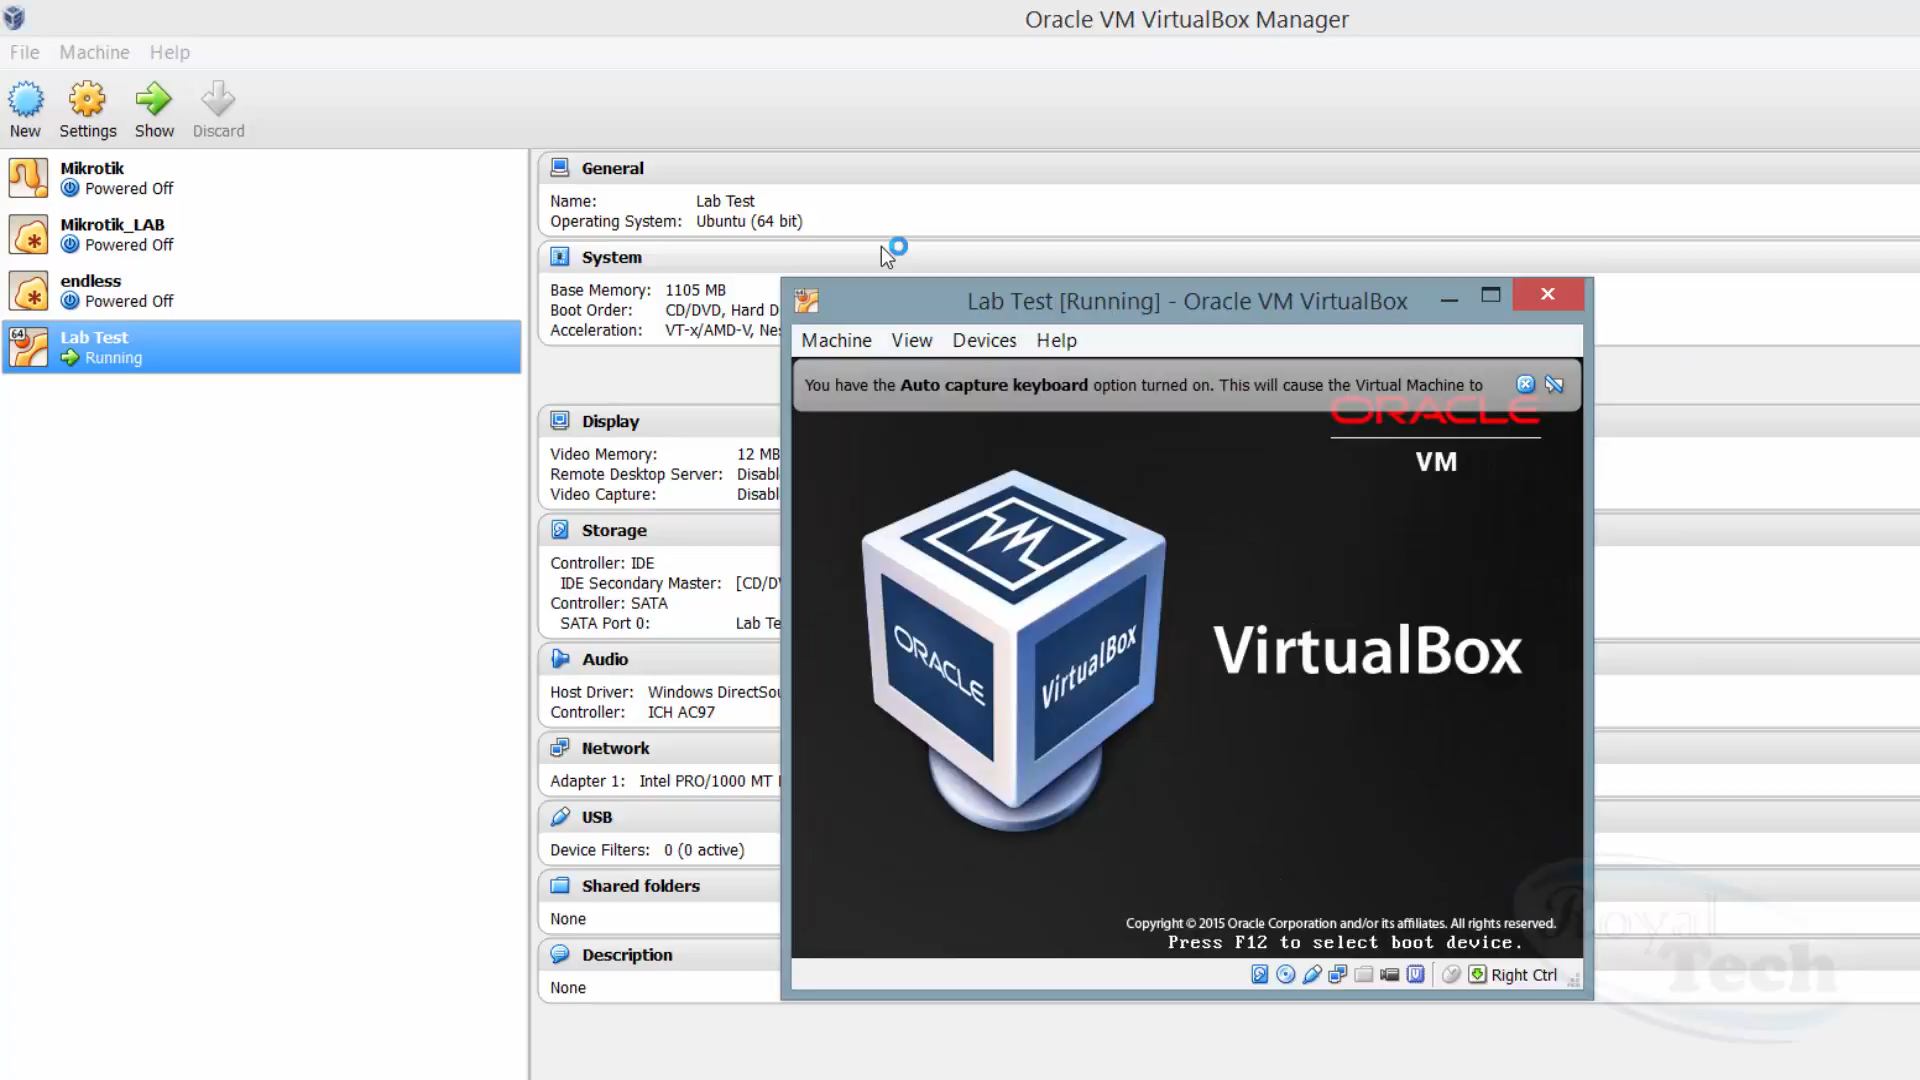 Oracle VM VirtualBox Manager
File Machine Help
New Settings Show Discard
Mikrotik
Powered Off
Mikrotik_LAB
Powered Off
endless
Powered Off
64
Lab Test
Running
General
Name: Lab Test
Operating System: Ubuntu (64 bit)
System
Base Memory: 1105 MB
Boot Order: CD/DVD, Hard D
Acceleration: VT-x/AMD-V, Nes
Display
Video Memory: 12 MB
Remote Desktop Server: Disabl
Video Capture: Disabl
Storage
Controller: IDE
IDE Secondary Master: [CD/DV
Controller: SATA
SATA Port 0: Lab Te
Audio
Host Driver: Windows DirectSou
Controller: ICH AC97
Network
Adapter 1: Intel PRO/1000 MT
USB
Device Filters: 0 (0 active)
Shared folders
None
Description
None
Lab Test [Running] - Oracle VM VirtualBox
Machine View Devices Help
You have the Auto capture keyboard option turned on. This will cause the Virtual Machine to
ORACLE
VM
ORACLE
VirtualBox
VirtualBox
Copyright © 2015 Oracle Corporation and/or its affiliates. All rights reserved.
Press F12 to select boot device.
Right Ctrl
Royal
Tech